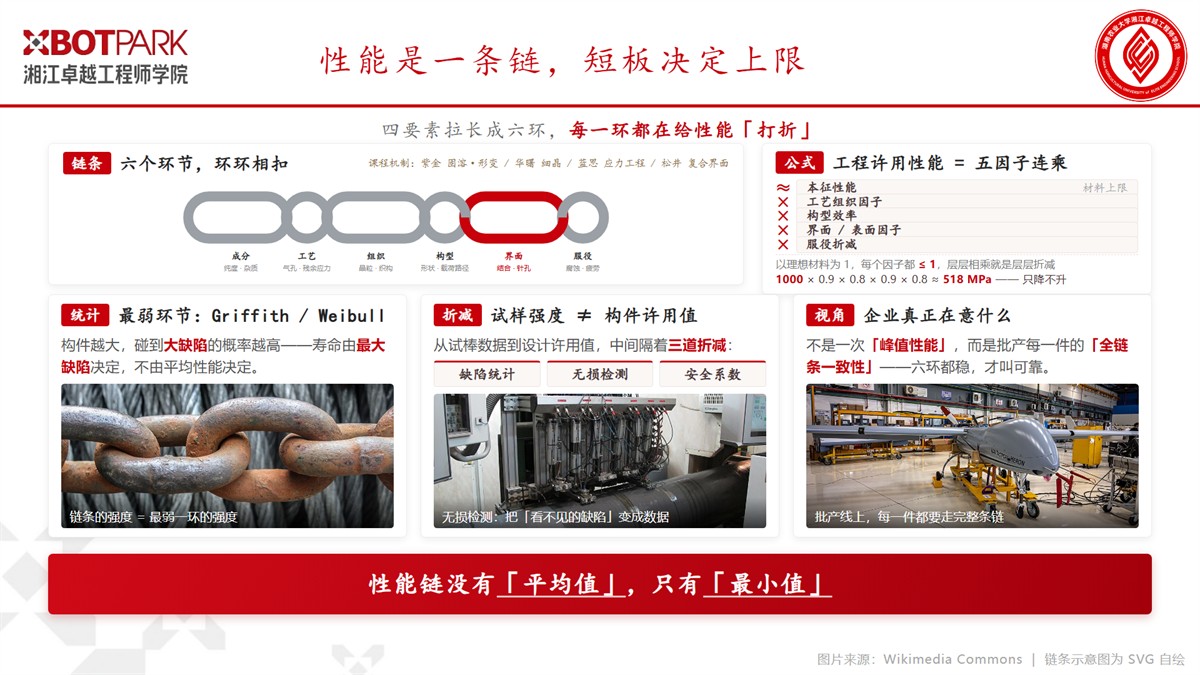 XBOTPARK
湘江卓越工程师学院
性能是一条链，短板决定上限
四要素拉长成六环，每一环都在给性能「打折」
链条 六个环节，环环相扣
课程机制：紫金 固溶·形变 / 华曙 细晶 / 蓝思 应力工程 / 松井 复合界面
成分 工艺 组织 构型 界面 服役
纯度·杂质 气孔·残余应力 晶粒·织构 形状·载荷路径 结合·针孔 腐蚀·疲劳
公式 工程许用性能 = 五因子连乘
≈ 本征性能 材料上限
× 工艺组织因子
× 构型效率
× 界面 / 表面因子
× 服役折减
以理想材料为 1，每个因子都 ≤ 1，层层相乘就是层层折减
1000 × 0.9 × 0.8 × 0.9 × 0.8 ≈ 518 MPa —— 只降不升
统计 最弱环节：Griffith / Weibull
构件越大，碰到大缺陷的概率越高——寿命由最大
缺陷决定，不由平均性能决定。
链条的强度 = 最弱一环的强度
折减 试样强度 ≠ 构件许用值
从试棒数据到设计许用值，中间隔着三道折减：
缺陷统计 无损检测 安全系数
无损检测：把「看不见的缺陷」变成数据
视角 企业真正在意什么
不是一次「峰值性能」，而是批产每一件的「全链
条一致性」——六环都稳，才叫可靠。
批产线上，每一件都要走完整条链
性能链没有「平均值」，只有「最小值」
图片来源：Wikimedia Commons | 链条示意图为 SVG 自绘